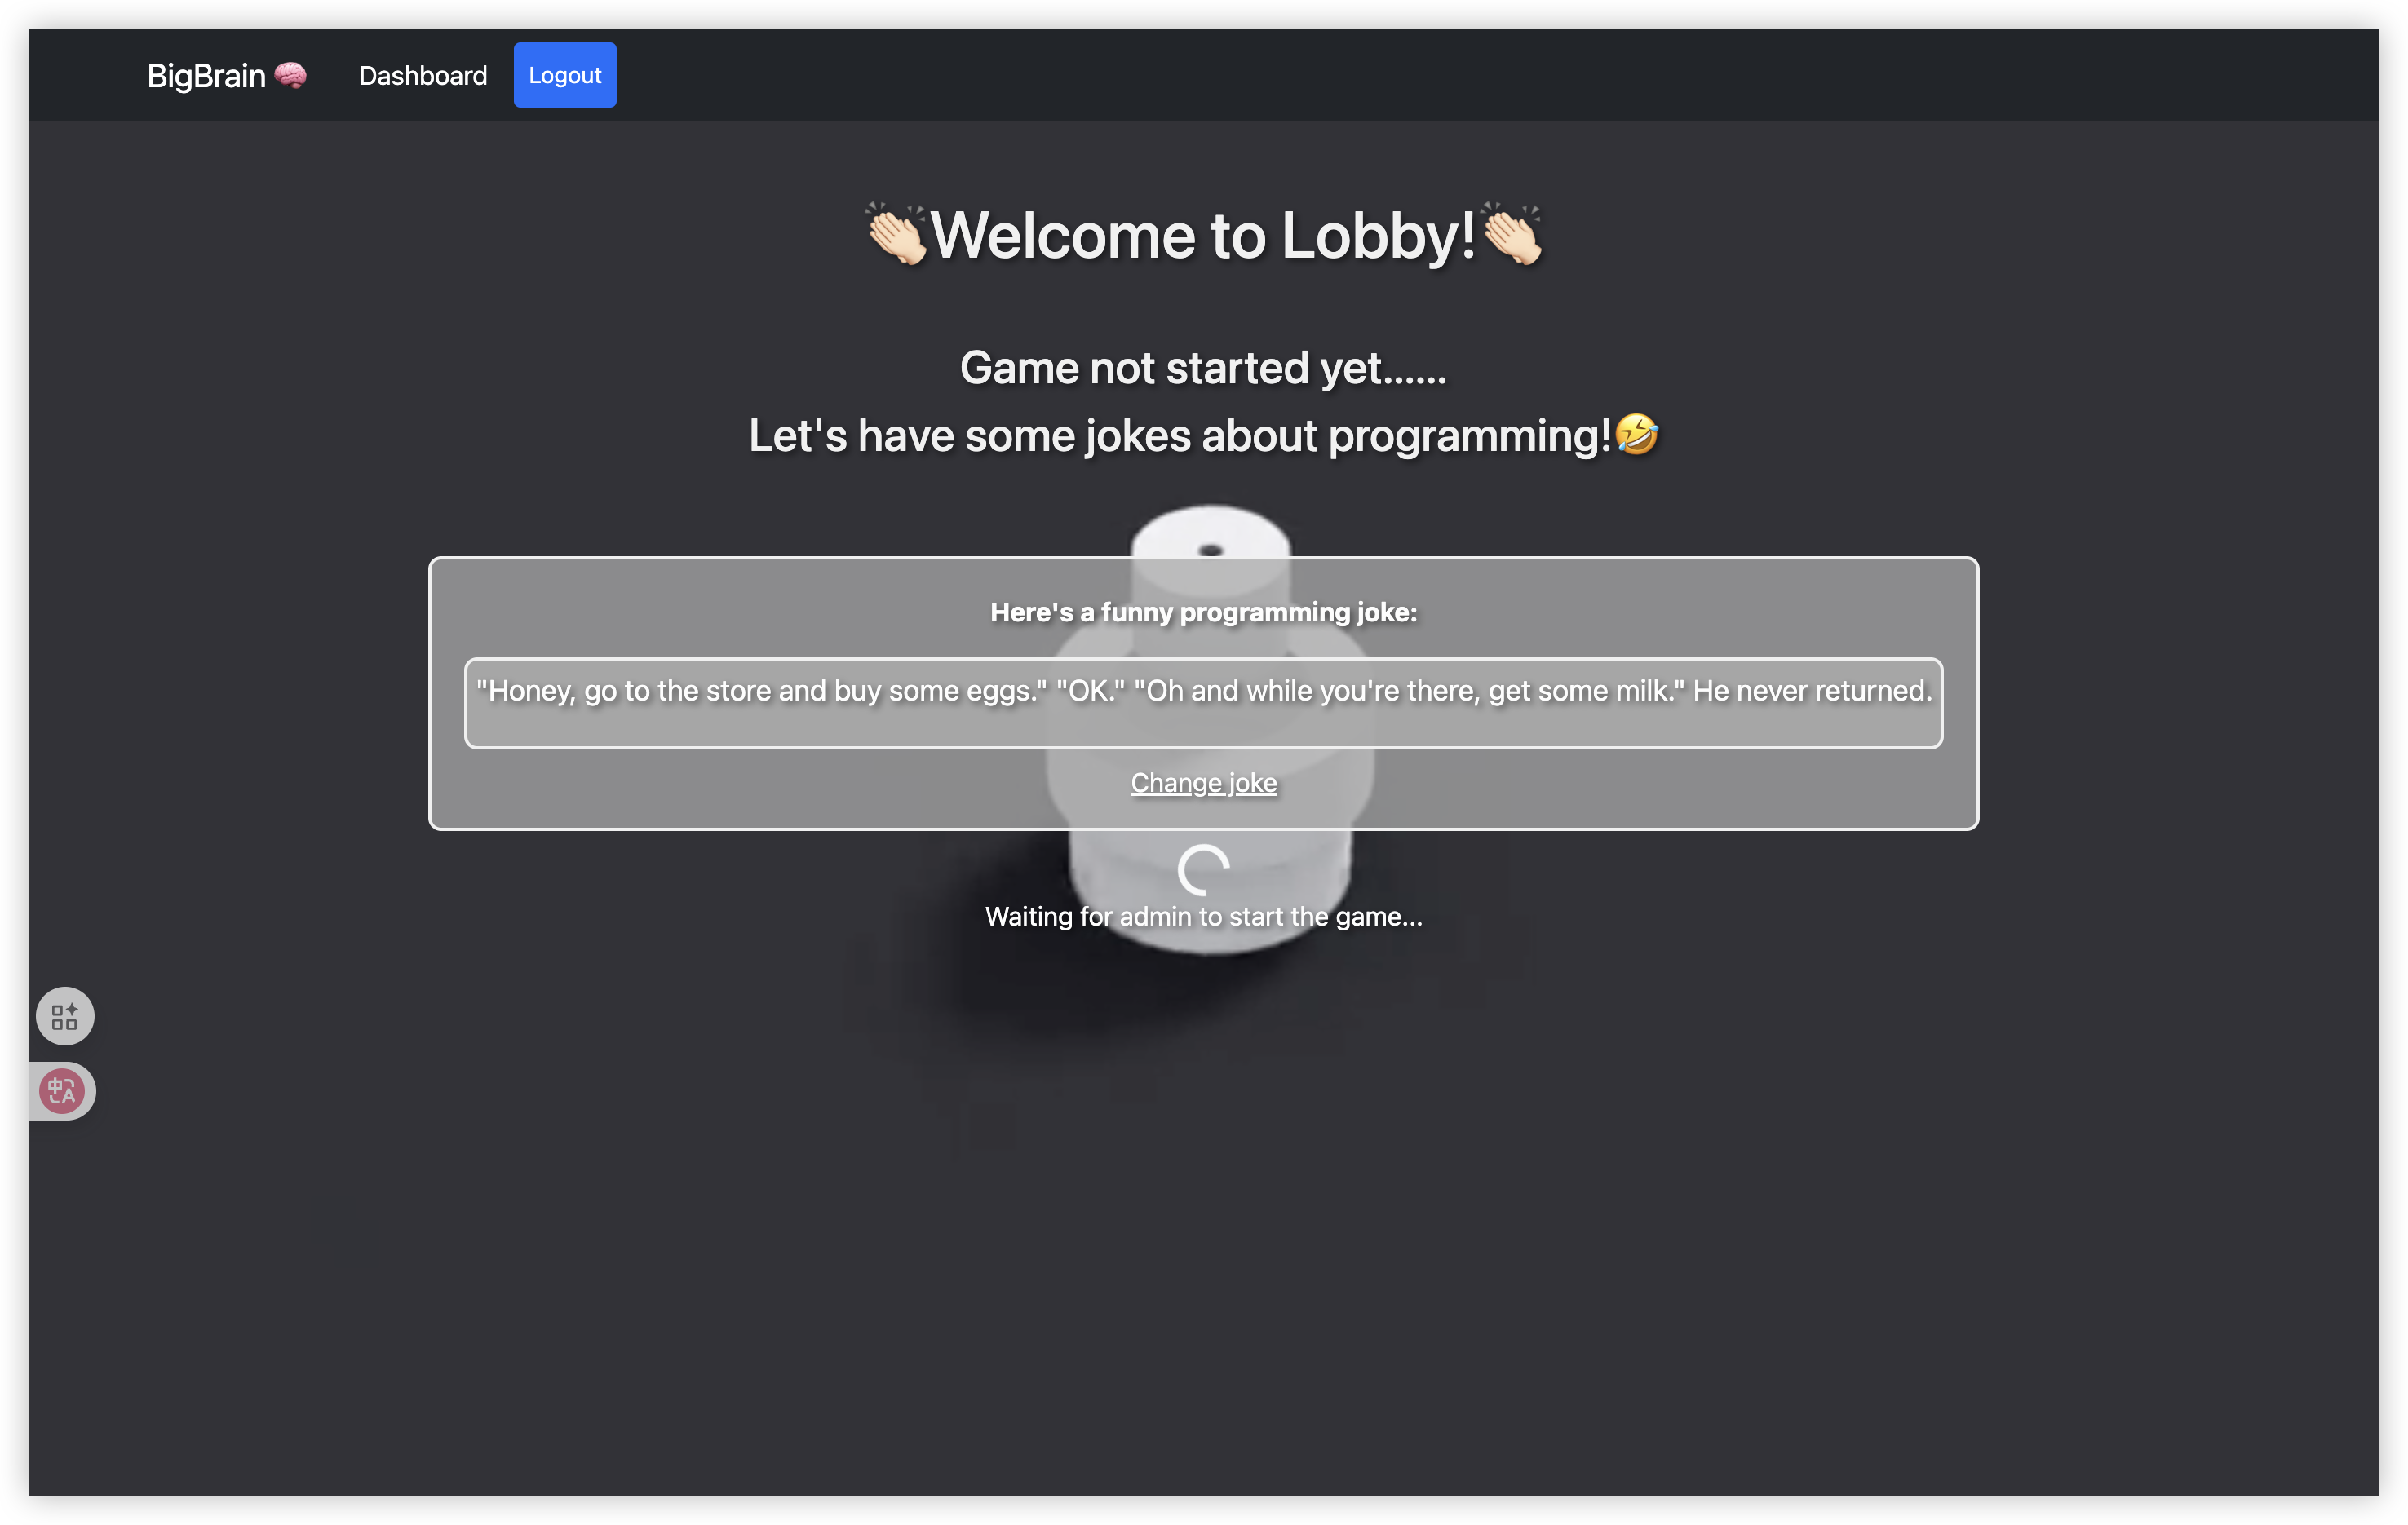 BigBrain 🧠 Dashboard Logout
👏🏻Welcome to Lobby!👏🏻
Game not started yet......
Let's have some jokes about programming!🤣
Here's a funny programming joke:
"Honey, go to the store and buy some eggs." "OK." "Oh and while you're there, get some milk." He never returned.
Change joke
Waiting for admin to start the game...
中A